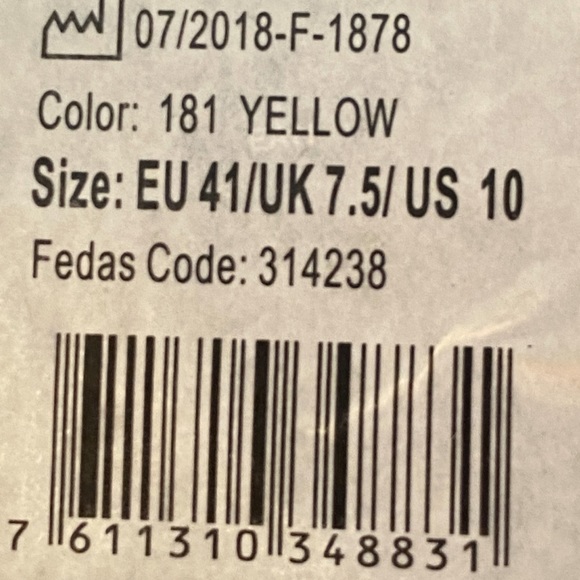 07/2018-F-1878
Color: 181 YELLOW
Size: EU 41/UK 7.5/ US 10
Fedas Code: 314238
7 611310 348831